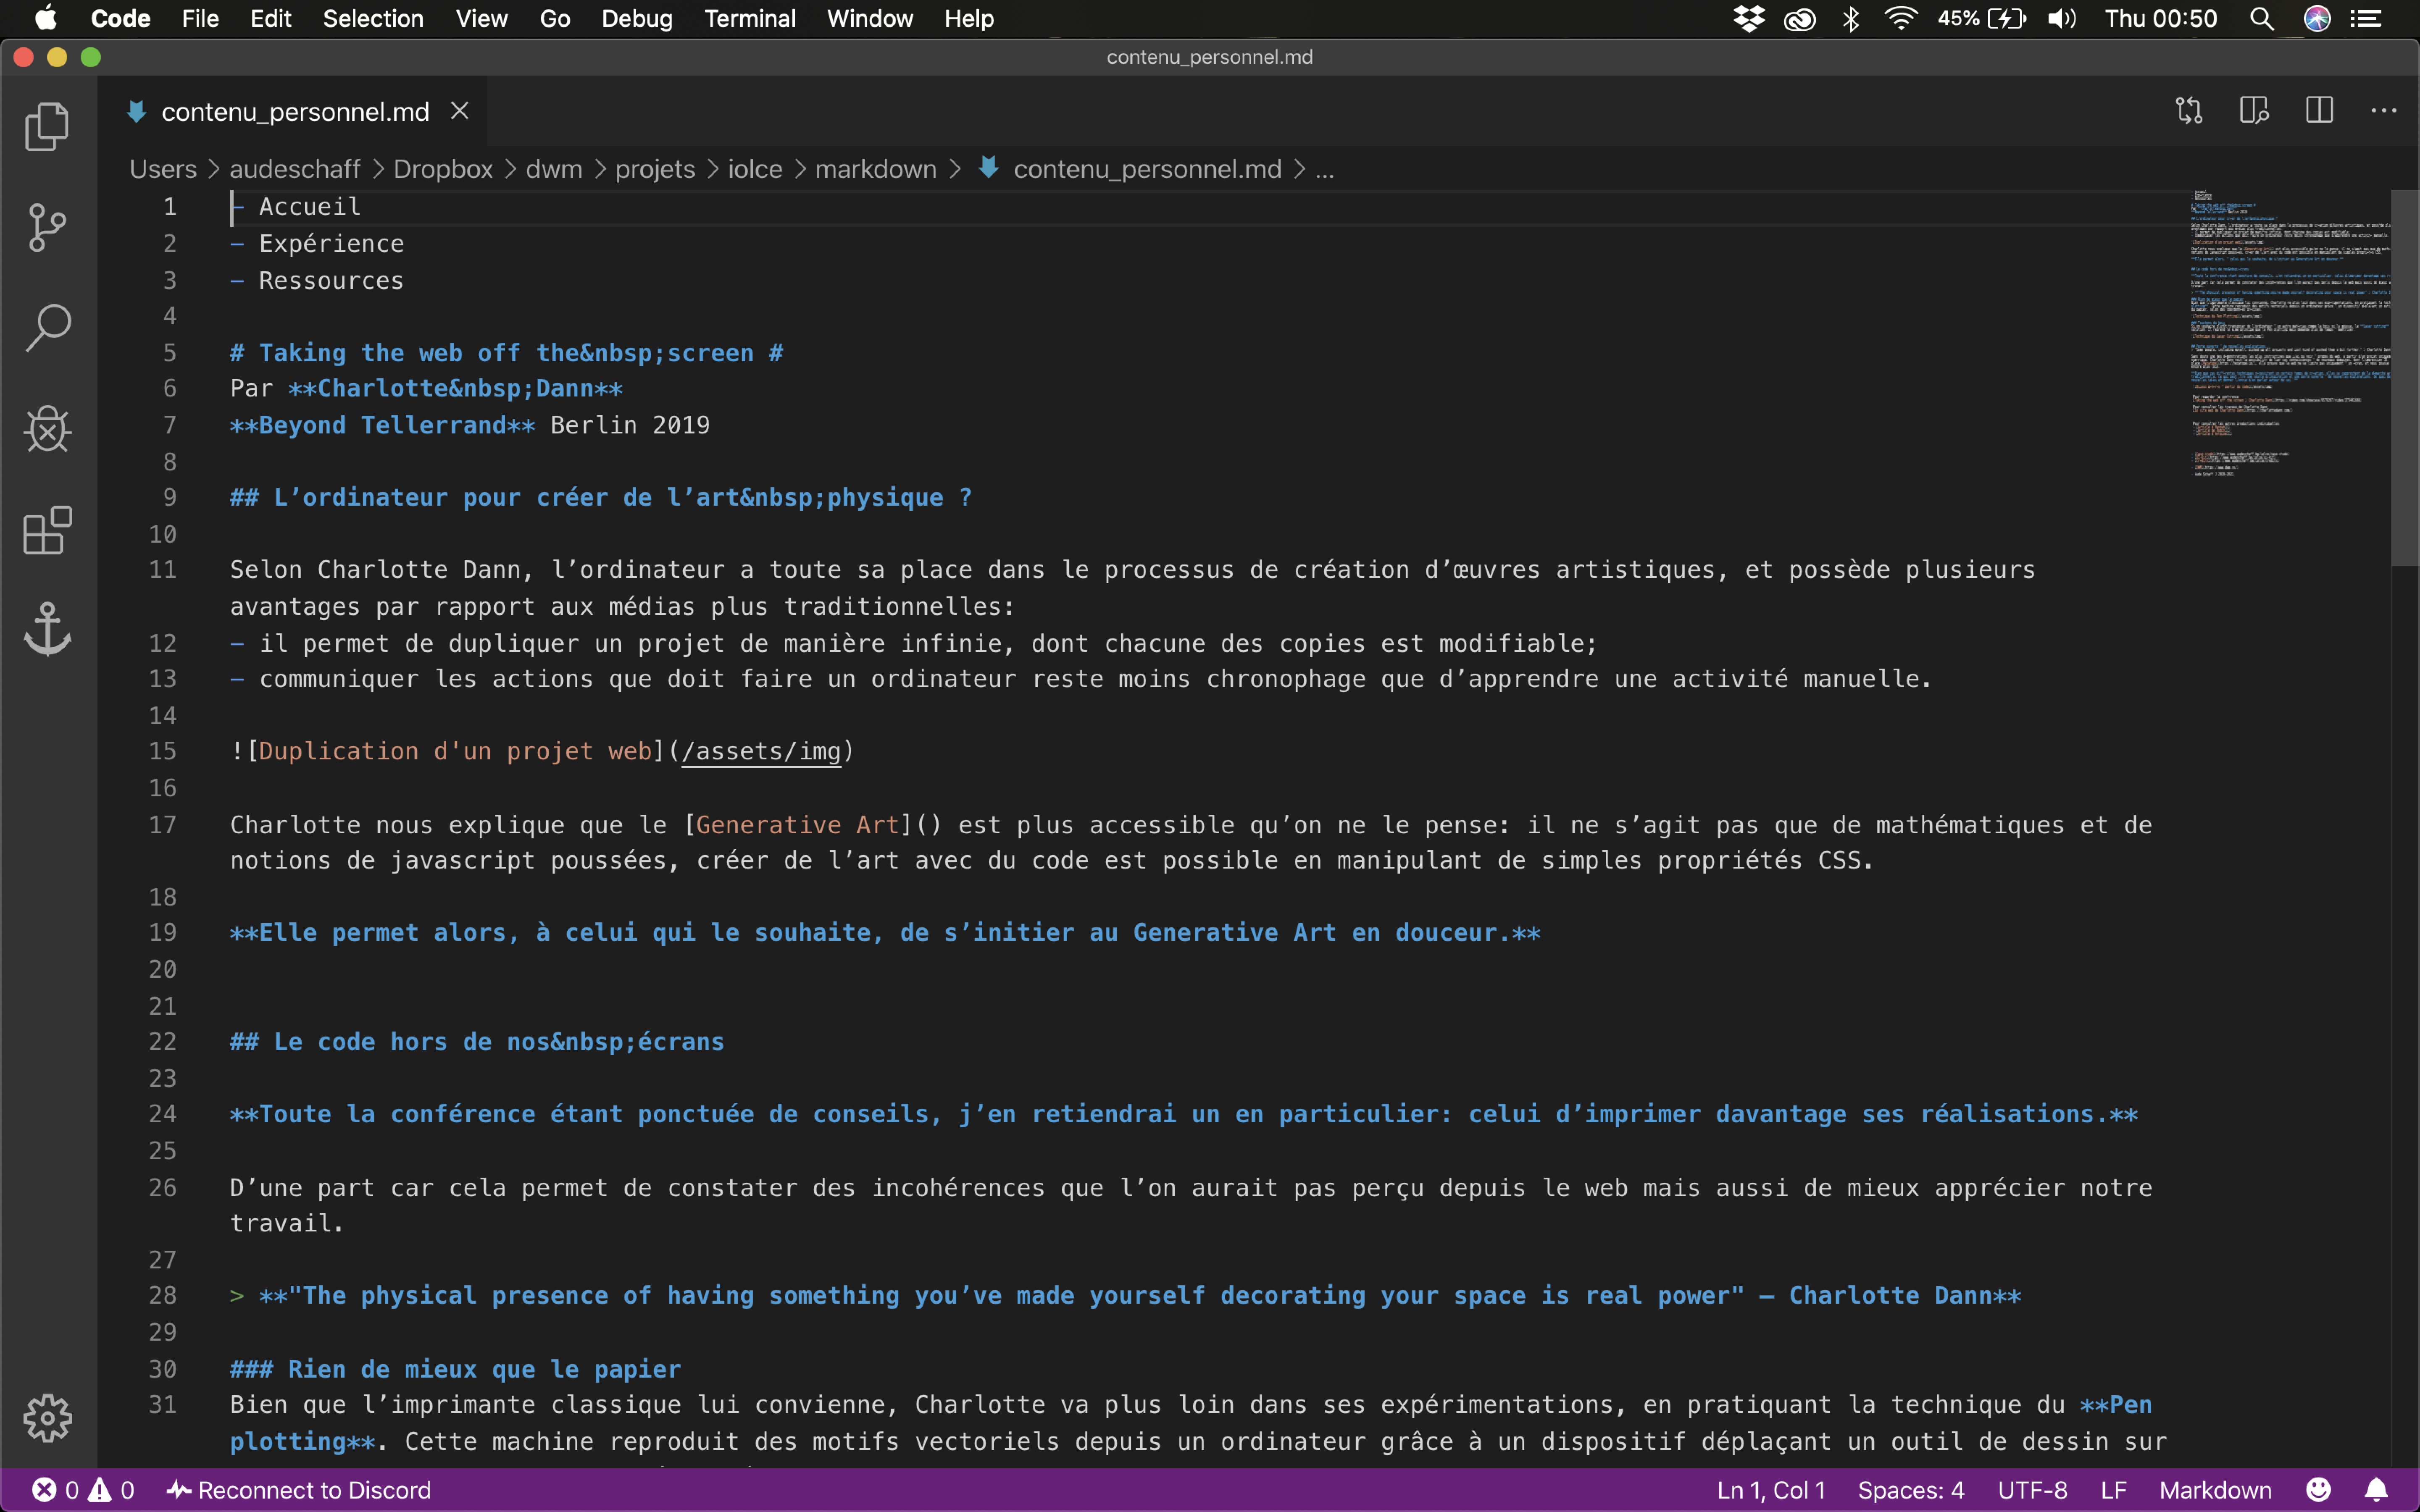 Code File Edit Selection View Go Debug Terminal Window Help 45% Thu 00:50
contenu_personnel.md
contenu_personnel.md
Users > audeschaff > Dropbox > dwm > projets > iolce > markdown > contenu_personnel.md > ...
1 - Accueil
2 - Expérience
3 - Ressources
4
5 # Taking the web off the&nbsp;screen #
6 Par **Charlotte&nbsp;Dann**
7 **Beyond Tellerrand** Berlin 2019
8
9 ## L’ordinateur pour créer de l’art&nbsp;physique ?
10
11 Selon Charlotte Dann, l’ordinateur a toute sa place dans le processus de création d’œuvres artistiques, et possède plusieurs
avantages par rapport aux médias plus traditionnelles:
12 - il permet de dupliquer un projet de manière infinie, dont chacune des copies est modifiable;
13 - communiquer les actions que doit faire un ordinateur reste moins chronophage que d’apprendre une activité manuelle.
14
15 ![Duplication d'un projet web](/assets/img)
16
17 Charlotte nous explique que le [Generative Art]() est plus accessible qu’on ne le pense: il ne s’agit pas que de mathématiques et de
notions de javascript poussées, créer de l’art avec du code est possible en manipulant de simples propriétés CSS.
18
19 **Elle permet alors, à celui qui le souhaite, de s’initier au Generative Art en douceur.**
20
21
22 ## Le code hors de nos&nbsp;écrans
23
24 **Toute la conférence étant ponctuée de conseils, j’en retiendrai un en particulier: celui d’imprimer davantage ses réalisations.**
25
26 D’une part car cela permet de constater des incohérences que l’on aurait pas perçu depuis le web mais aussi de mieux apprécier notre
travail.
27
28 > **"The physical presence of having something you’ve made yourself decorating your space is real power" — Charlotte Dann**
29
30 ### Rien de mieux que le papier
31 Bien que l’imprimante classique lui convienne, Charlotte va plus loin dans ses expérimentations, en pratiquant la technique du **Pen
plotting**. Cette machine reproduit des motifs vectoriels depuis un ordinateur grâce à un dispositif déplaçant un outil de dessin sur
0 0 Reconnect to Discord Ln 1, Col 1 Spaces: 4 UTF-8 LF Markdown